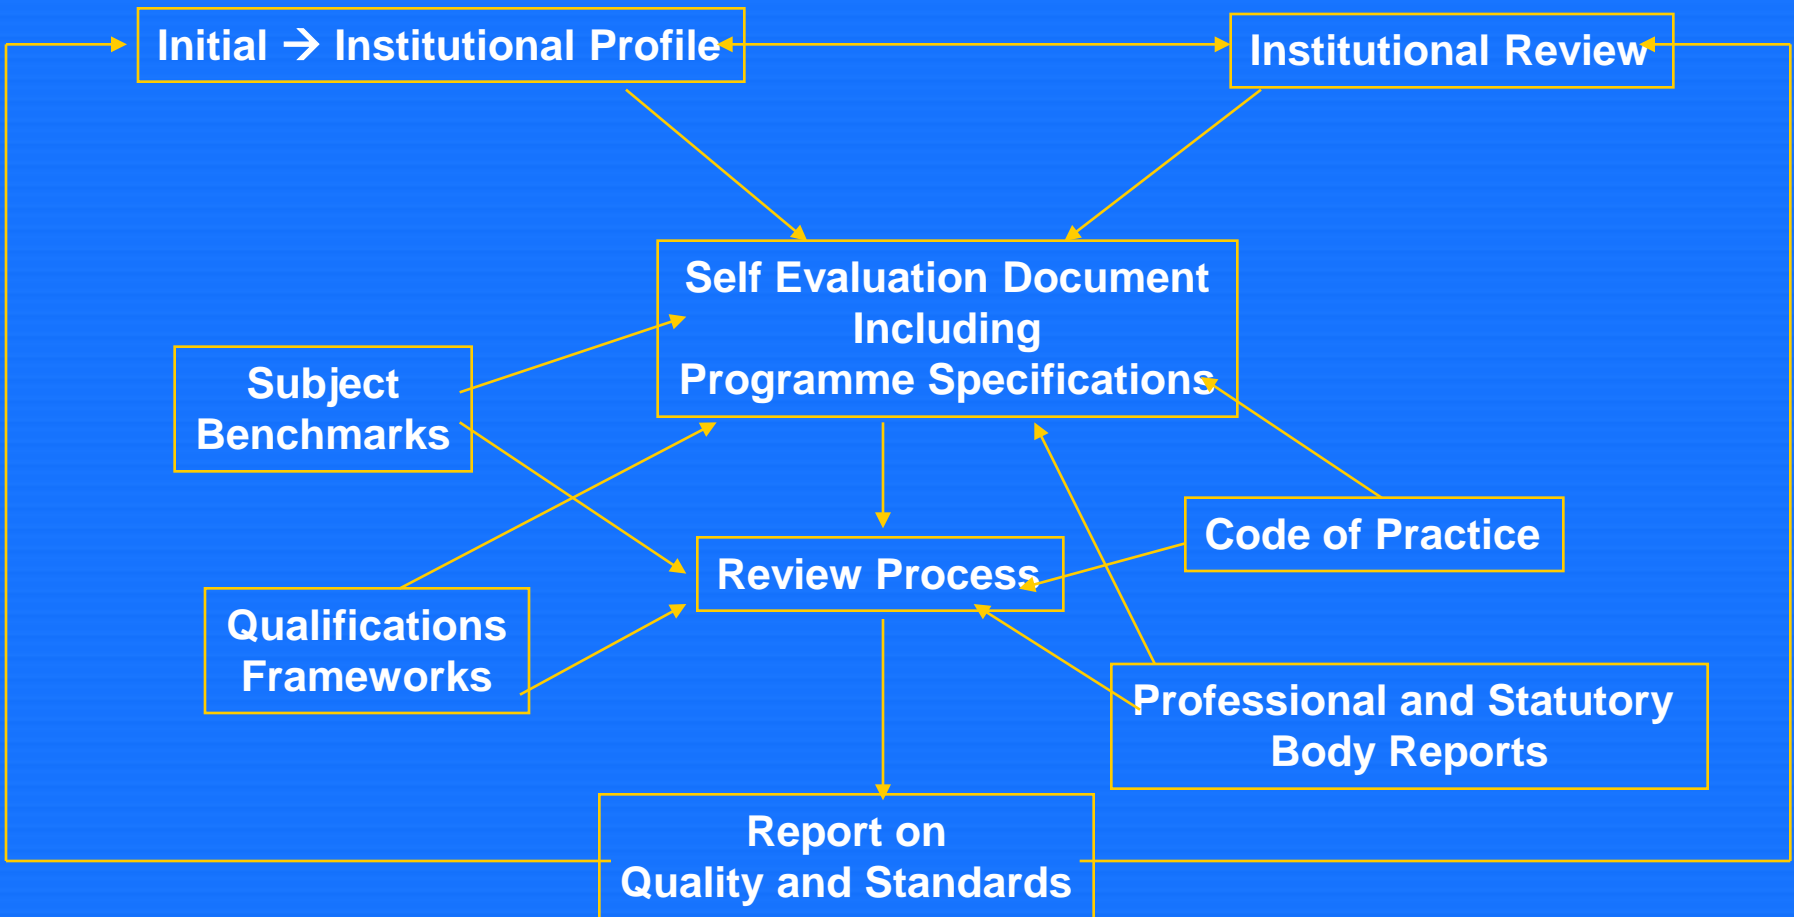 Initial → Institutional Profile
Institutional Review
Self Evaluation Document
Including
Programme Specifications
Subject
Benchmarks
Code of Practice
Review Process
Qualifications
Frameworks
Professional and Statutory
Body Reports
Report on
Quality and Standards